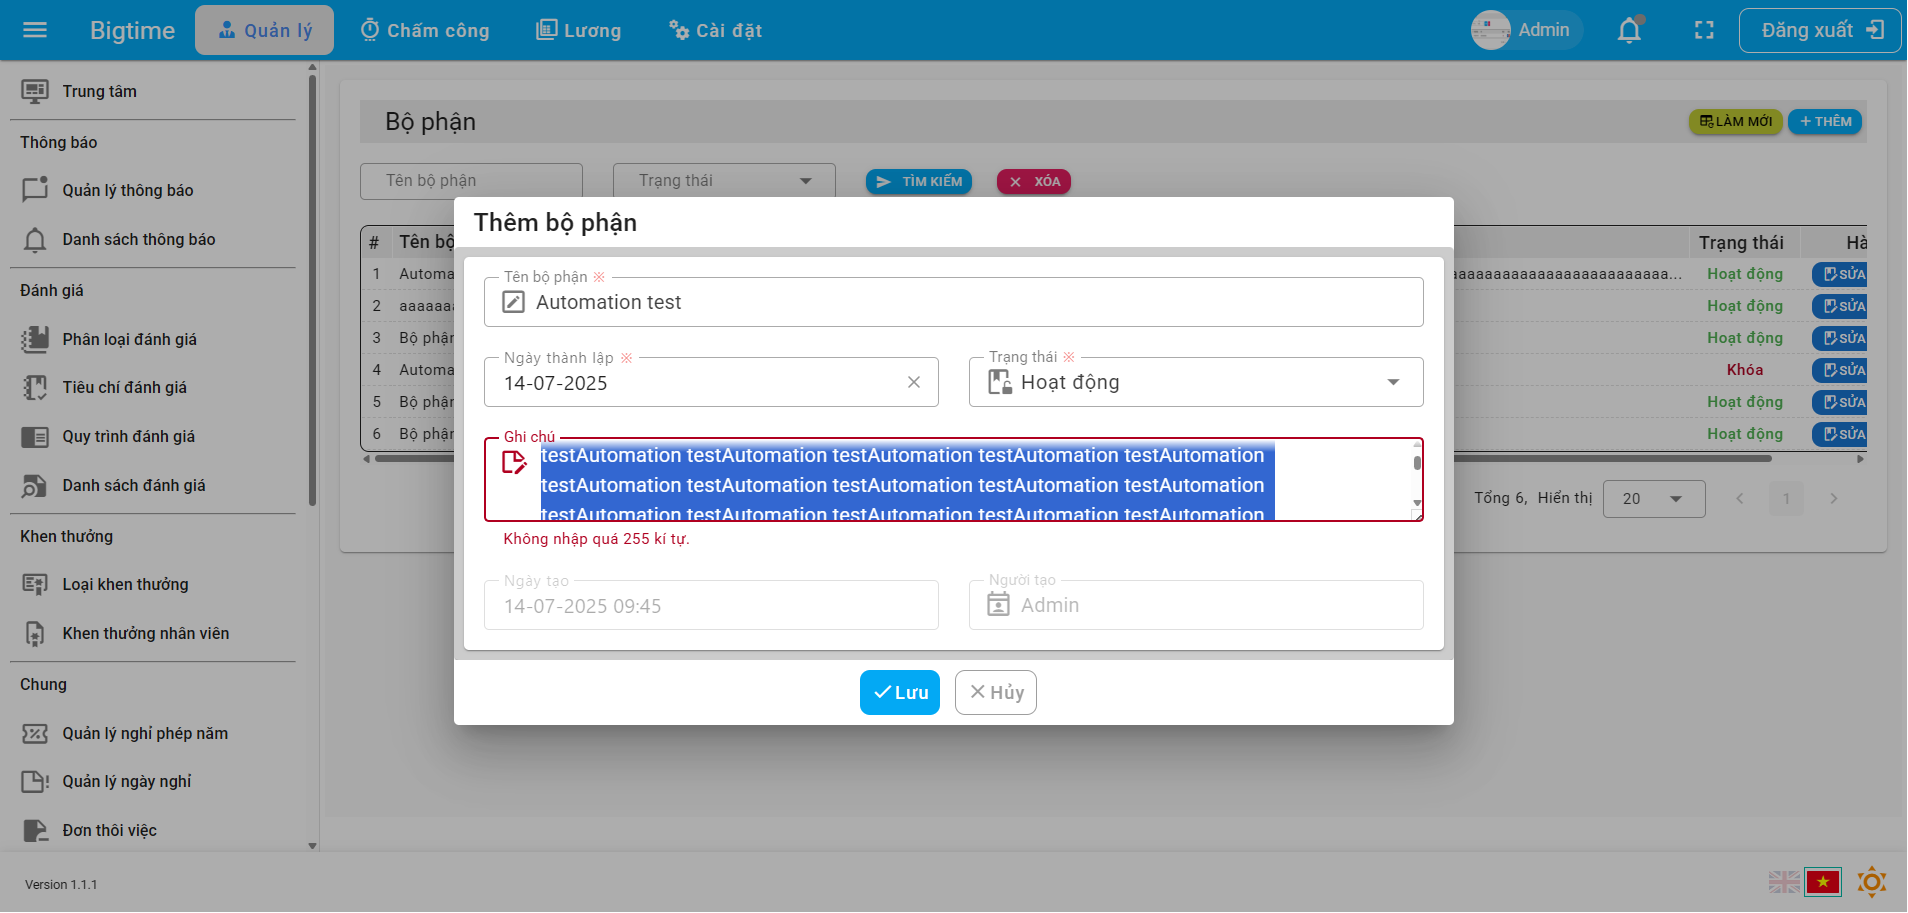 Bigtime
Quản lý
Chấm công
Lương
Cài đặt
Admin
Đăng xuất
Trung tâm
Thông báo
Quản lý thông báo
Danh sách thông báo
Đánh giá
Phân loại đánh giá
Tiêu chí đánh giá
Quy trình đánh giá
Danh sách đánh giá
Khen thưởng
Loại khen thưởng
Khen thưởng nhân viên
Chung
Quản lý nghỉ phép năm
Quản lý ngày nghỉ
Đơn thôi việc
Version 1.1.1
Bộ phận
LÀM MỚI
THÊM
Tên bộ phận
Trạng thái
TÌM KIẾM
XÓA
# Tên bộ Trạng thái Hà
1 Automa Hoạt động SỬA
2 aaaaaa Hoạt động SỬA
3 Bộ phận Hoạt động SỬA
4 Automa Khóa SỬA
5 Bộ phận Hoạt động SỬA
6 Bộ phận Hoạt động SỬA
Tổng 6, Hiển thị 20 1
Thêm bộ phận
Tên bộ phận ※
Automation test
Ngày thành lập ※
14-07-2025
Trạng thái ※
Hoạt động
Ghi chú
testAutomation testAutomation testAutomation testAutomation testAutomation
testAutomation testAutomation testAutomation testAutomation testAutomation
testAutomation testAutomation testAutomation testAutomation testAutomation
Không nhập quá 255 kí tự.
Ngày tạo
14-07-2025 09:45
Người tạo
Admin
Lưu
Hủy